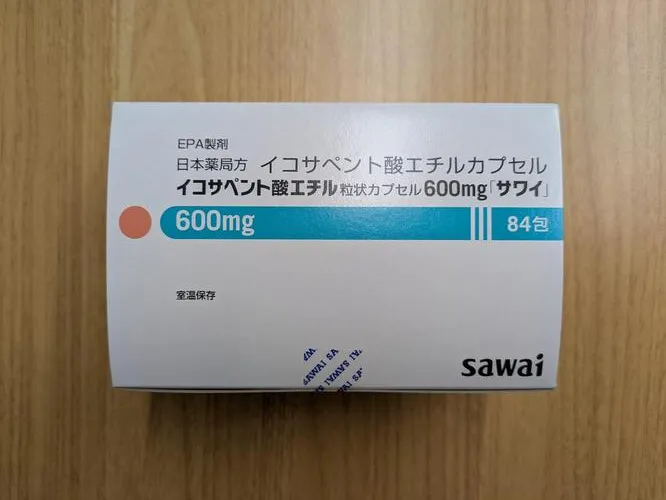 EPA製剤
日本薬局方 イコサペント酸エチルカプセル
イコサペント酸エチル粒状カプセル600mg「サワイ」
600mg 84包
室温保存
SAWAI
sawai